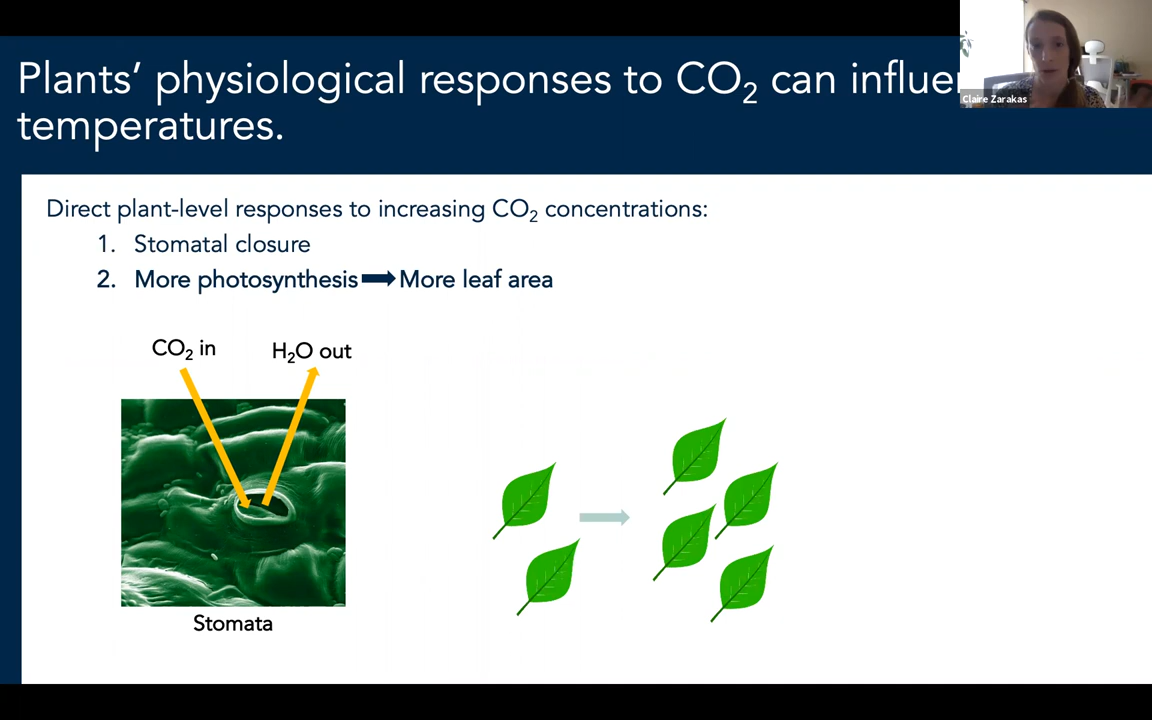 Plants’ physiological responses to CO2 can influen
temperatures.
Claire Zarakas
Direct plant-level responses to increasing CO2 concentrations:
1. Stomatal closure
2. More photosynthesis More leaf area
CO2 in
H2O out
Stomata